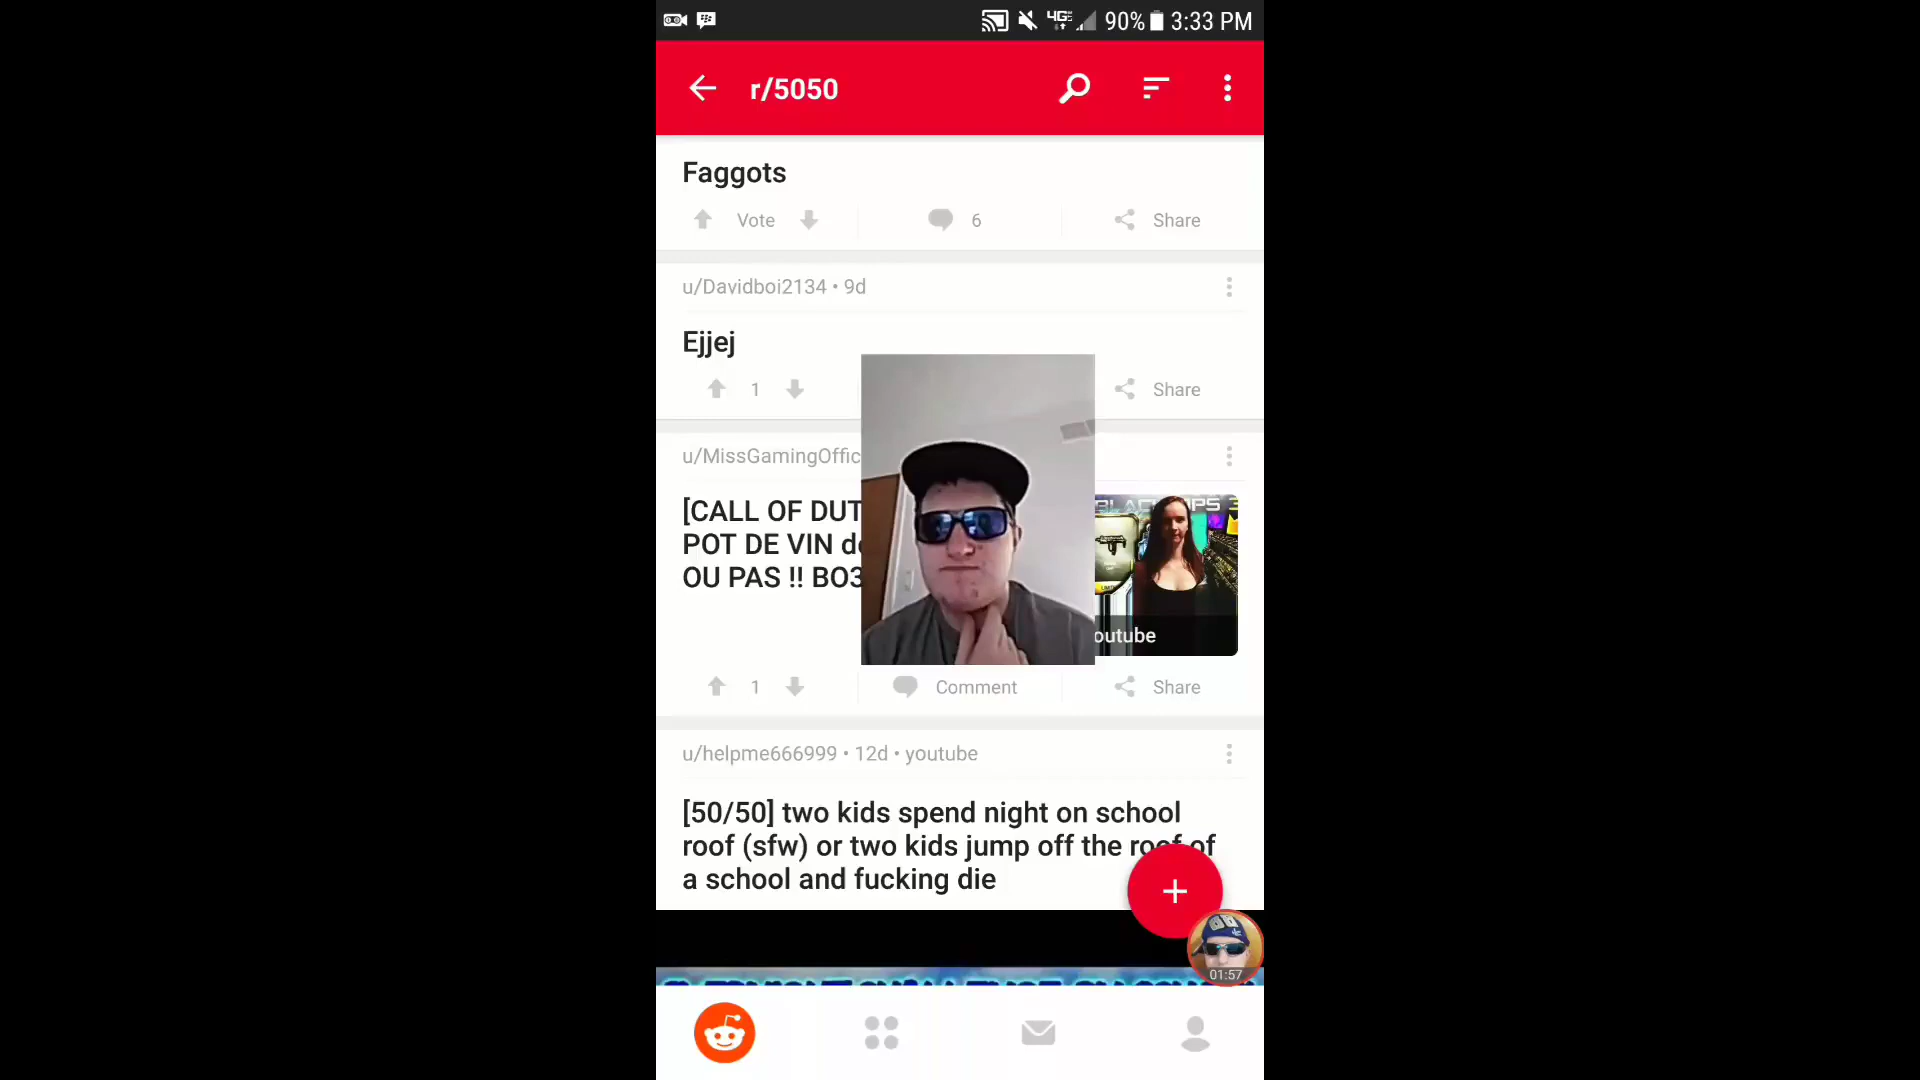 90% 3:33 PM
r/5050
Faggots
Vote 6 Share
u/Davidboi2134 • 9d
Ejjej
1 Share
u/MissGamingOffic
[CALL OF DUT
POT DE VIN
OU PAS !! BO3
outube
1 Comment Share
u/helpme666999 • 12d • youtube
[50/50] two kids spend night on school
roof (sfw) or two kids jump off the roof of
a school and fucking die
01:57